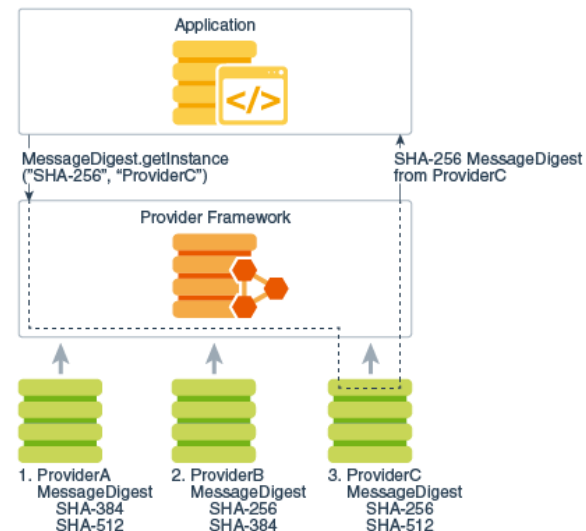 Application
</>
MessageDigest.getInstance
("SHA-256", "ProviderC")
SHA-256 MessageDigest
from ProviderC
Provider Framework
1. ProviderA
MessageDigest
SHA-384
SHA-512
2. ProviderB
MessageDigest
SHA-256
SHA-384
3. ProviderC
MessageDigest
SHA-256
SHA-512